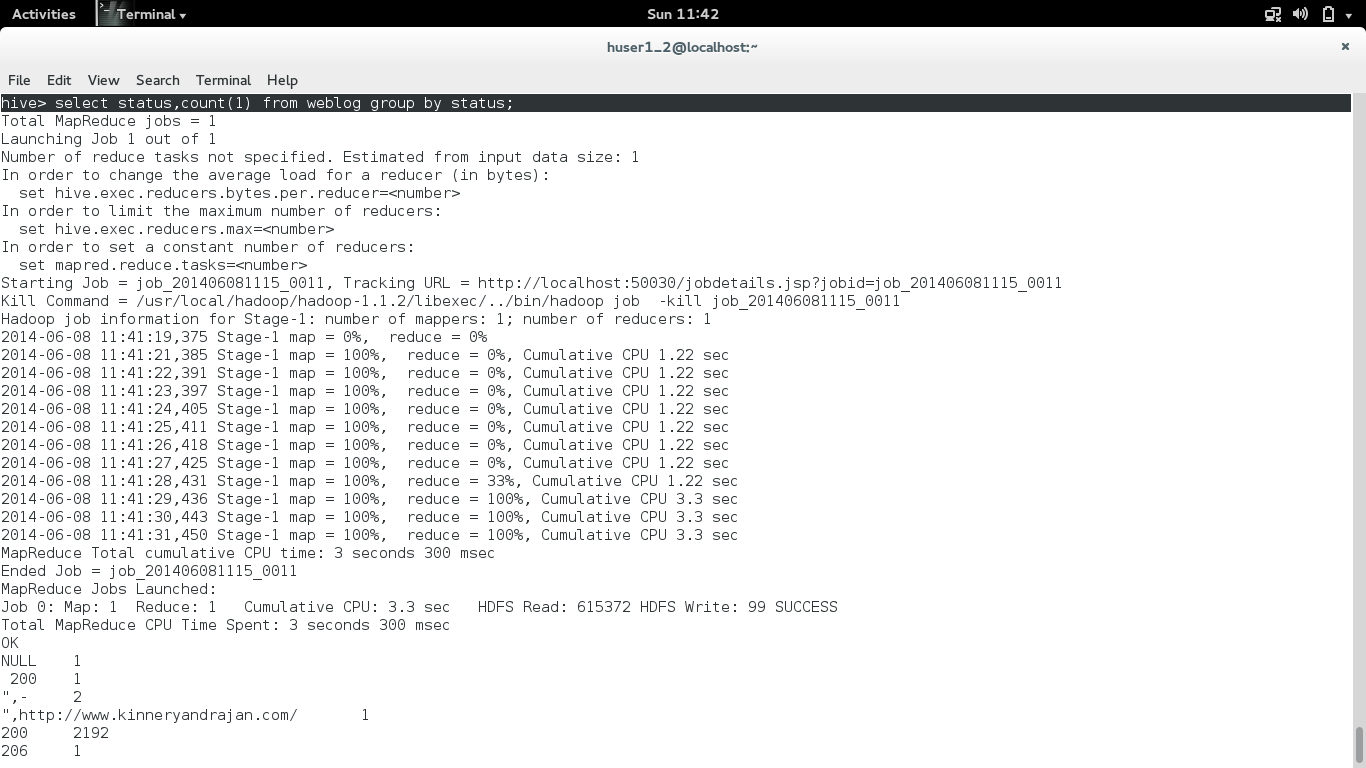 Activities  Terminal  Sun 11:42
huser1_2@localhost:~  ×
File  Edit  View  Search  Terminal  Help
hive> select status,count(1) from weblog group by status;
Total MapReduce jobs = 1
Launching Job 1 out of 1
Number of reduce tasks not specified. Estimated from input data size: 1
In order to change the average load for a reducer (in bytes):
  set hive.exec.reducers.bytes.per.reducer=<number>
In order to limit the maximum number of reducers:
  set hive.exec.reducers.max=<number>
In order to set a constant number of reducers:
  set mapred.reduce.tasks=<number>
Starting Job = job_201406081115_0011, Tracking URL = http://localhost:50030/jobdetails.jsp?jobid=job_201406081115_0011
Kill Command = /usr/local/hadoop/hadoop-1.1.2/libexec/../bin/hadoop job  -kill job_201406081115_0011
Hadoop job information for Stage-1: number of mappers: 1; number of reducers: 1
2014-06-08 11:41:19,375 Stage-1 map = 0%,  reduce = 0%
2014-06-08 11:41:21,385 Stage-1 map = 100%,  reduce = 0%, Cumulative CPU 1.22 sec
2014-06-08 11:41:22,391 Stage-1 map = 100%,  reduce = 0%, Cumulative CPU 1.22 sec
2014-06-08 11:41:23,397 Stage-1 map = 100%,  reduce = 0%, Cumulative CPU 1.22 sec
2014-06-08 11:41:24,405 Stage-1 map = 100%,  reduce = 0%, Cumulative CPU 1.22 sec
2014-06-08 11:41:25,411 Stage-1 map = 100%,  reduce = 0%, Cumulative CPU 1.22 sec
2014-06-08 11:41:26,418 Stage-1 map = 100%,  reduce = 0%, Cumulative CPU 1.22 sec
2014-06-08 11:41:27,425 Stage-1 map = 100%,  reduce = 0%, Cumulative CPU 1.22 sec
2014-06-08 11:41:28,431 Stage-1 map = 100%,  reduce = 33%, Cumulative CPU 1.22 sec
2014-06-08 11:41:29,436 Stage-1 map = 100%,  reduce = 100%, Cumulative CPU 3.3 sec
2014-06-08 11:41:30,443 Stage-1 map = 100%,  reduce = 100%, Cumulative CPU 3.3 sec
2014-06-08 11:41:31,450 Stage-1 map = 100%,  reduce = 100%, Cumulative CPU 3.3 sec
MapReduce Total cumulative CPU time: 3 seconds 300 msec
Ended Job = job_201406081115_0011
MapReduce Jobs Launched:
Job 0: Map: 1  Reduce: 1   Cumulative CPU: 3.3 sec   HDFS Read: 615372 HDFS Write: 99 SUCCESS
Total MapReduce CPU Time Spent: 3 seconds 300 msec
OK
NULL    1
 200    1
",-     2
",http://www.kinneryandrajan.com/       1
200     2192
206     1